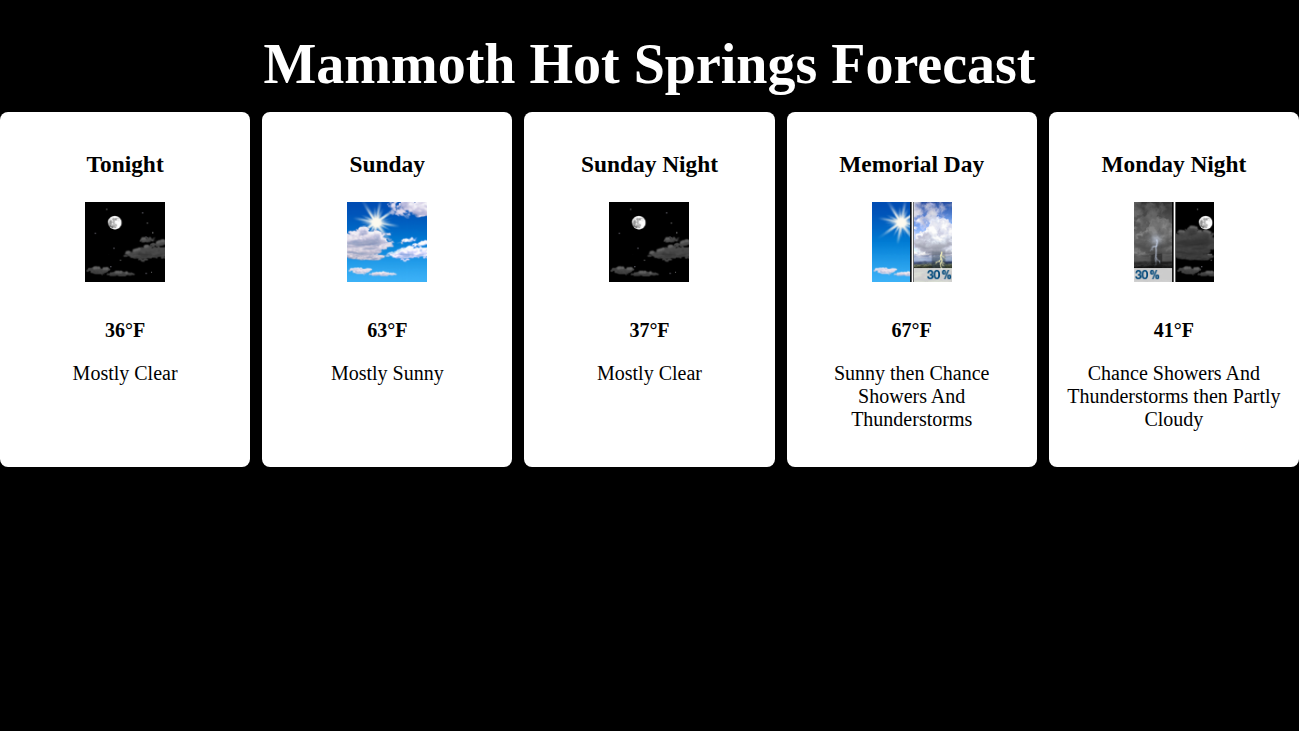 Mammoth Hot Springs Forecast
Tonight
36°F
Mostly Clear
Sunday
63°F
Mostly Sunny
Sunday Night
37°F
Mostly Clear
Memorial Day
30%
67°F
Sunny then Chance
Showers And
Thunderstorms
Monday Night
30%
41°F
Chance Showers And
Thunderstorms then Partly
Cloudy